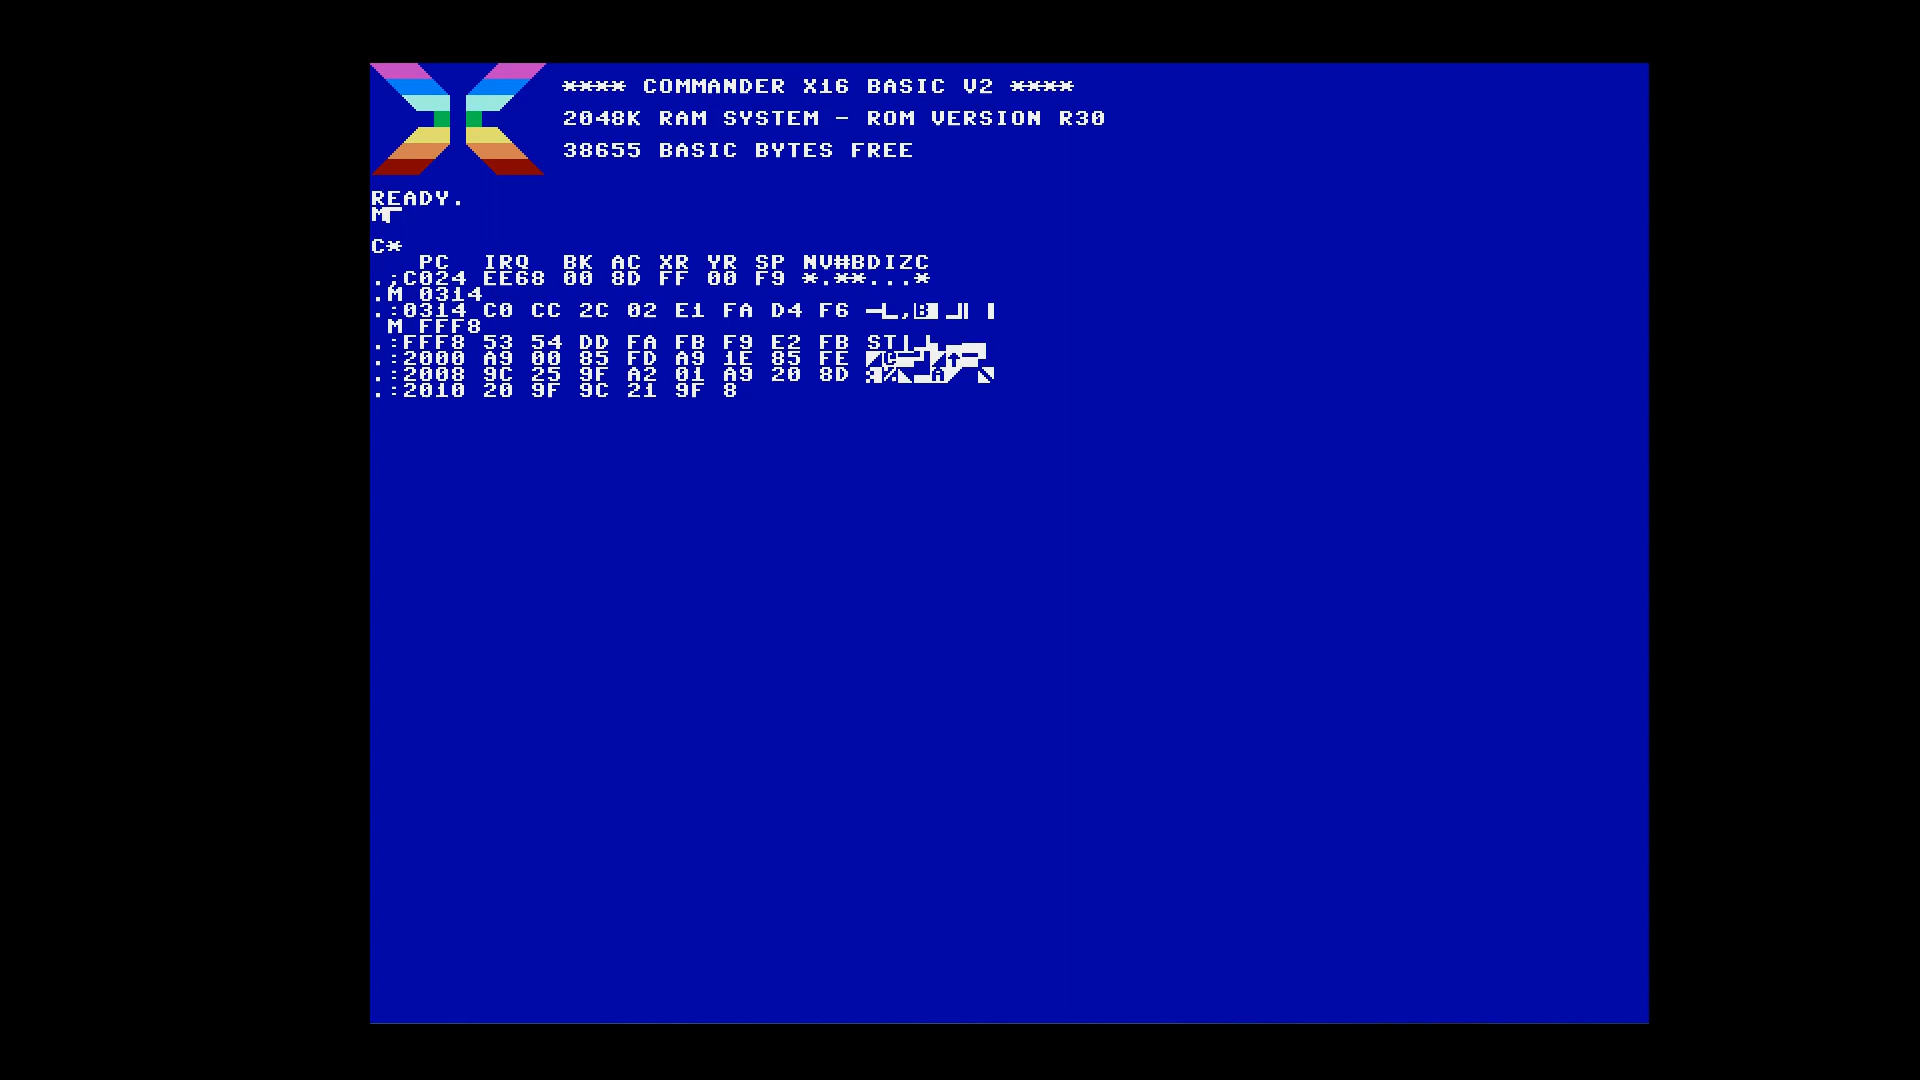 **** COMMANDER X16 BASIC V2 ****
2048K RAM SYSTEM - ROM VERSION R30
38655 BASIC BYTES FREE
READY.
M
C*
PC IRQ BK AC XR YR SP NV#BDIZC
.;C024 EE68 00 8D FF 00 F9 *.**...*
.M 0314
.:0314 C0 CC 2C 02 E1 FA D4 F6
M FFF8
.:FFF8 53 54 DD FA FB F9 E2 FB ST
.:2000 A9 00 85 FD A9 1E 85 FE
.:2008 9C 25 9F A2 01 A9 20 8D
.:2010 20 9F 9C 21 9F 8